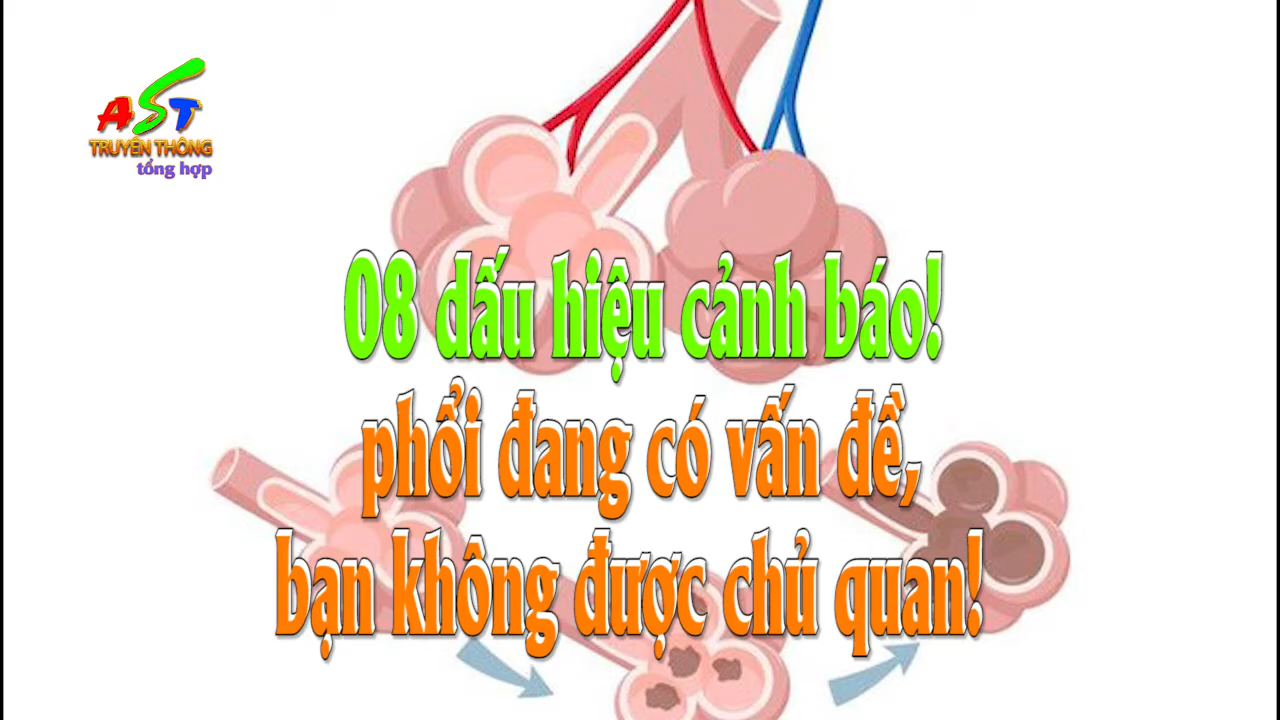 AST
TRUYỀN THÔNG
tổng hợp
08 dấu hiệu cảnh báo!
phổi đang có vấn đề,
bạn không được chủ quan!